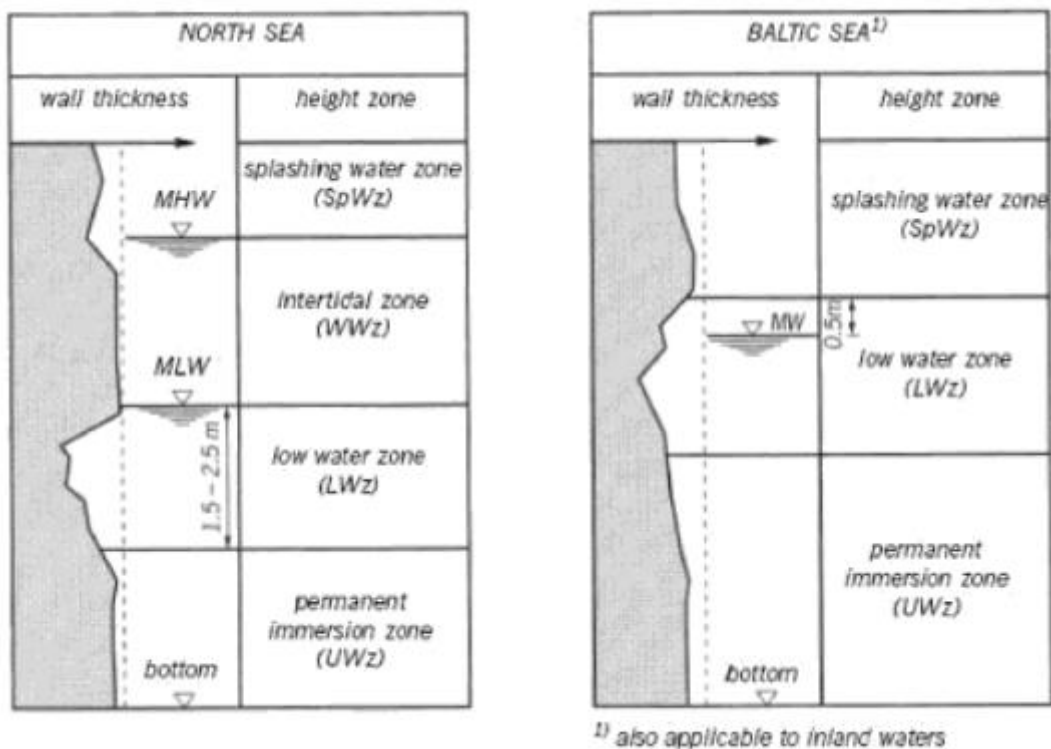 NORTH SEA
wall thickness
height zone
splashing water zone
(SpWz)
MHW
intertidal zone
(WWz)
MLW
1.5 – 2.5 m
low water zone
(LWz)
permanent
immersion zone
(UWz)
bottom
BALTIC SEA¹⁾
wall thickness
height zone
splashing water zone
(SpWz)
MW
0.5m
low water zone
(LWz)
permanent
immersion zone
(UWz)
bottom
¹⁾ also applicable to inland waters